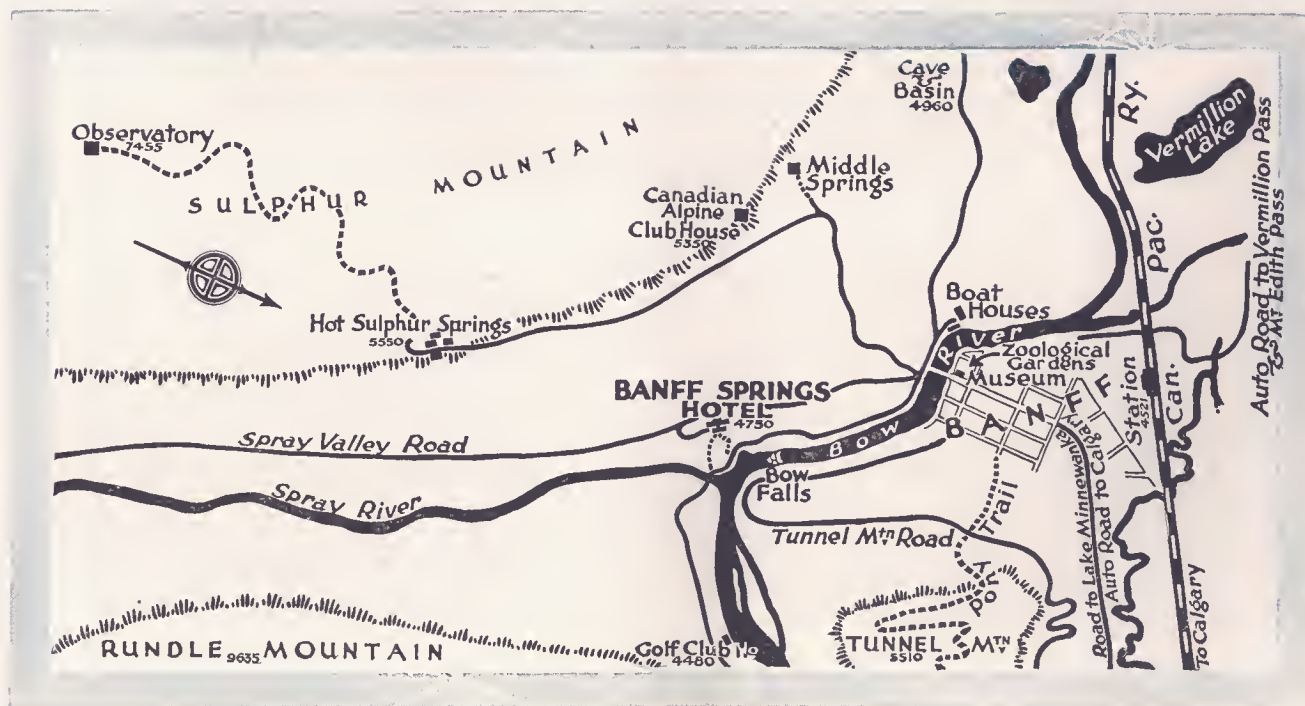 Observatory
7455
SULPHUR
MOUNTAIN
Cave
&
Basin
4960
Middle
Springs
Canadian
Alpine
Club House
5350
Vermillion
Lake
Ry.
Pac.
Can.
Auto Road to Vermillion Pass
& Mt Edith Pass
Hot Sulphur Springs
5550
Boat
Houses
River
Zoological
Gardens
Museum
BANFF
Station
4521
BANFF SPRINGS
HOTEL
4750
Spray Valley Road
Bow
Bow
Falls
Spray River
Trail
Pony
Tunnel Mtn Road
Road to Lake Minnewanka
Auto Road to Calgary
To Calgary
RUNDLE 9635 MOUNTAIN
Golf Club Ho.
4480
TUNNEL MTN
5510